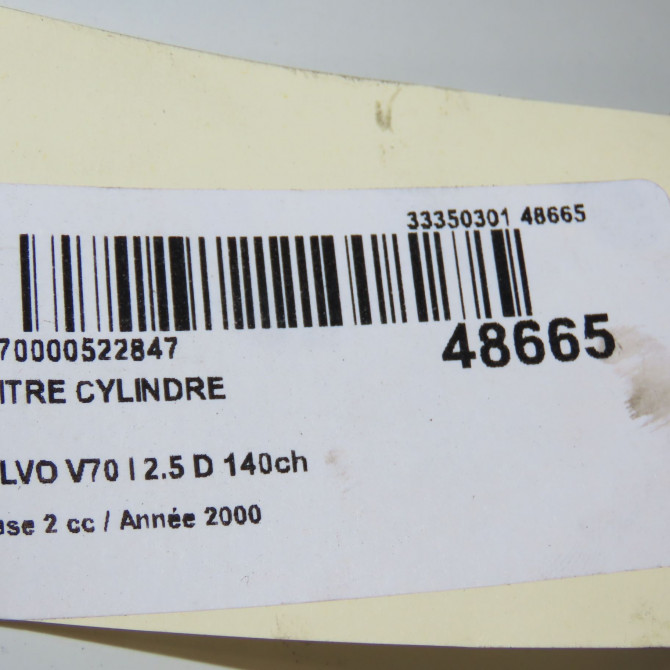 33350301 48665
70000522847
48665
ITRE CYLINDRE
LVO V70 I 2.5 D 140ch
ase 2 cc / Année 2000